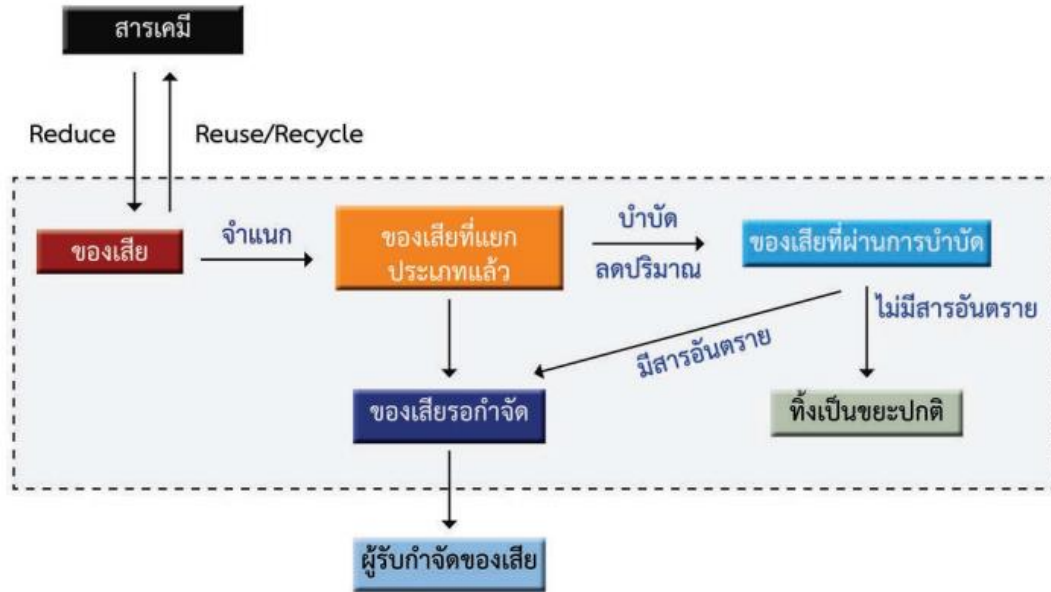 สารเคมี
Reduce
Reuse/Recycle
ของเสีย
จำแนก
ของเสียที่แยก
ประเภทแล้ว
บำบัด
ลดปริมาณ
ของเสียที่ผ่านการบำบัด
มีสารอันตราย
ไม่มีสารอันตราย
ของเสียรอกำจัด
ทิ้งเป็นขยะปกติ
ผู้รับกำจัดของเสีย